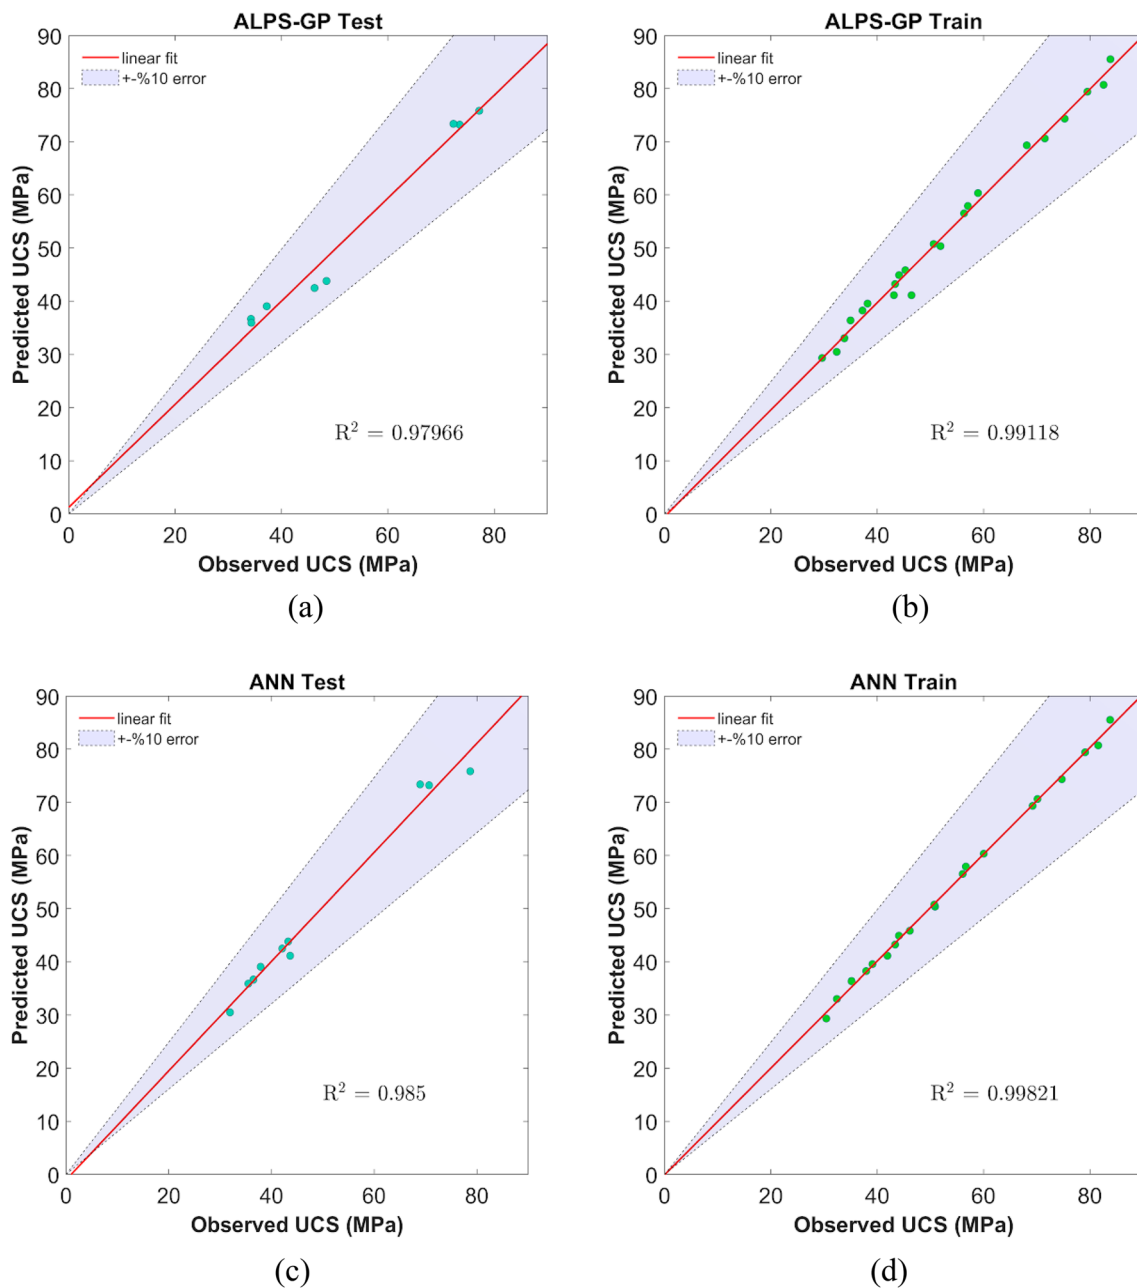 ALPS-GP Test
90
80
70
60
50
40
30
20
10
0
Predicted UCS (MPa)
linear fit
+-%10 error
R² = 0.97966
0 20 40 60 80
Observed UCS (MPa)
(a)
ALPS-GP Train
90
80
70
60
50
40
30
20
10
0
Predicted UCS (MPa)
linear fit
+-%10 error
R² = 0.99118
0 20 40 60 80
Observed UCS (MPa)
(b)
ANN Test
90
80
70
60
50
40
30
20
10
0
Predicted UCS (MPa)
linear fit
+-%10 error
R² = 0.985
0 20 40 60 80
Observed UCS (MPa)
(c)
ANN Train
90
80
70
60
50
40
30
20
10
0
Predicted UCS (MPa)
linear fit
+-%10 error
R² = 0.99821
0 20 40 60 80
Observed UCS (MPa)
(d)